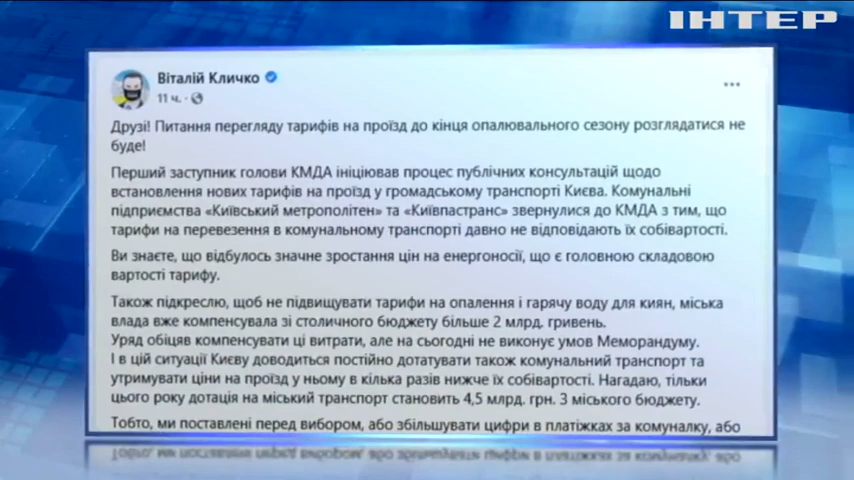 ІНТЕР
Віталій Кличко
11 ч. ·
Друзі! Питання перегляду тарифів на проїзд до кінця опалювального сезону розглядатися не
буде!
Перший заступник голови КМДА ініціював процес публічних консультацій щодо
встановлення нових тарифів на проїзд у громадському транспорті Києва. Комунальні
підприємства «Київський метрополітен» та «Київпастранс» звернулися до КМДА з тим, що
тарифи на перевезення в комунальному транспорті давно не відповідають їх собівартості.
Ви знаєте, що відбулось значне зростання цін на енергоносії, що є головною складовою
вартості тарифу.
Також підкреслю, щоб не підвищувати тарифи на опалення і гарячу воду для киян, міська
влада вже компенсувала зі столичного бюджету більше 2 млрд. гривень.
Уряд обіцяв компенсувати ці витрати, але на сьогодні не виконує умов Меморандуму.
І в цій ситуації Києву доводиться постійно дотатувати також комунальний транспорт та
утримувати ціни на проїзд у ньому в кілька разів нижче їх собівартості. Нагадаю, тільки
цього року дотація на міський транспорт становить 4,5 млрд. грн. З міського бюджету.
Тобто, ми поставлені перед вибором, або збільшувати цифри в платіжках за комуналку, або